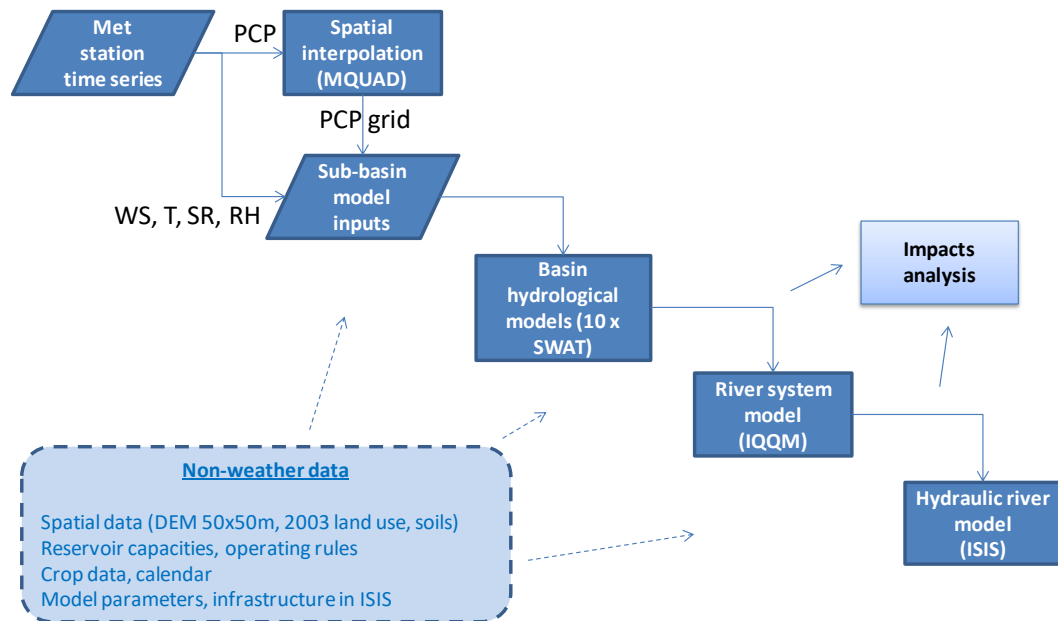 Met
station
time series
PCP
Spatial
interpolation
(MQUAD)
PCP grid
Sub-basin
model
inputs
WS, T, SR, RH
Basin
hydrological
models (10 x
SWAT)
Impacts
analysis
River system
model
(IQQM)
Hydraulic river
model
(ISIS)
Non-weather data
Spatial data (DEM 50x50m, 2003 land use, soils)
Reservoir capacities, operating rules
Crop data, calendar
Model parameters, infrastructure in ISIS